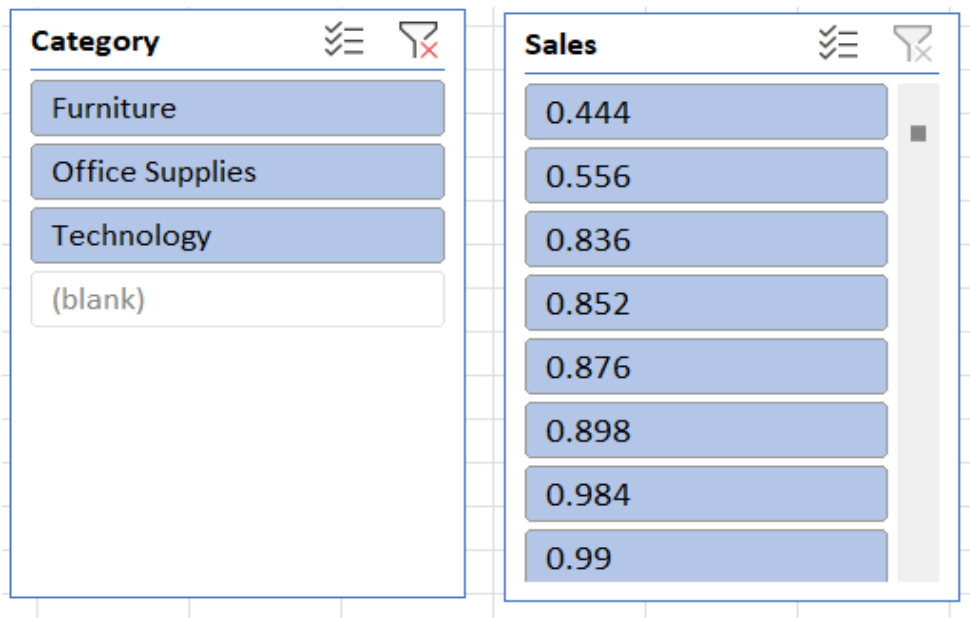 Category
Furniture
Office Supplies
Technology
(blank)
Sales
0.444
0.556
0.836
0.852
0.876
0.898
0.984
0.99